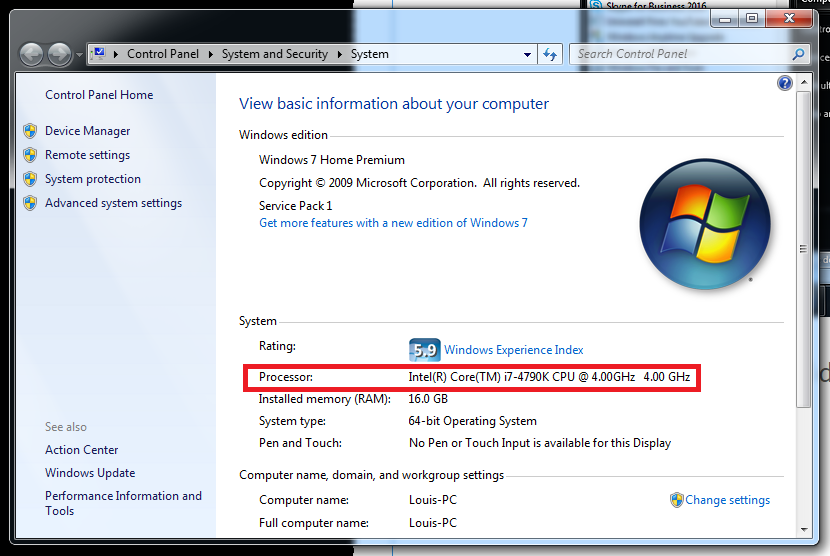 Skype for Business 2016
Control Panel
System and Security
System
Search Control Panel
Control Panel Home
Device Manager
Remote settings
System protection
Advanced system settings
See also
Action Center
Windows Update
Performance Information and
Tools
View basic information about your computer
Windows edition
Windows 7 Home Premium
Copyright © 2009 Microsoft Corporation. All rights reserved.
Service Pack 1
Get more features with a new edition of Windows 7
System
Rating: 5.9 Windows Experience Index
Processor: Intel(R) Core(TM) i7-4790K CPU @ 4.00GHz 4.00 GHz
Installed memory (RAM): 16.0 GB
System type: 64-bit Operating System
Pen and Touch: No Pen or Touch Input is available for this Display
Computer name, domain, and workgroup settings
Computer name: Louis-PC Change settings
Full computer name: Louis-PC